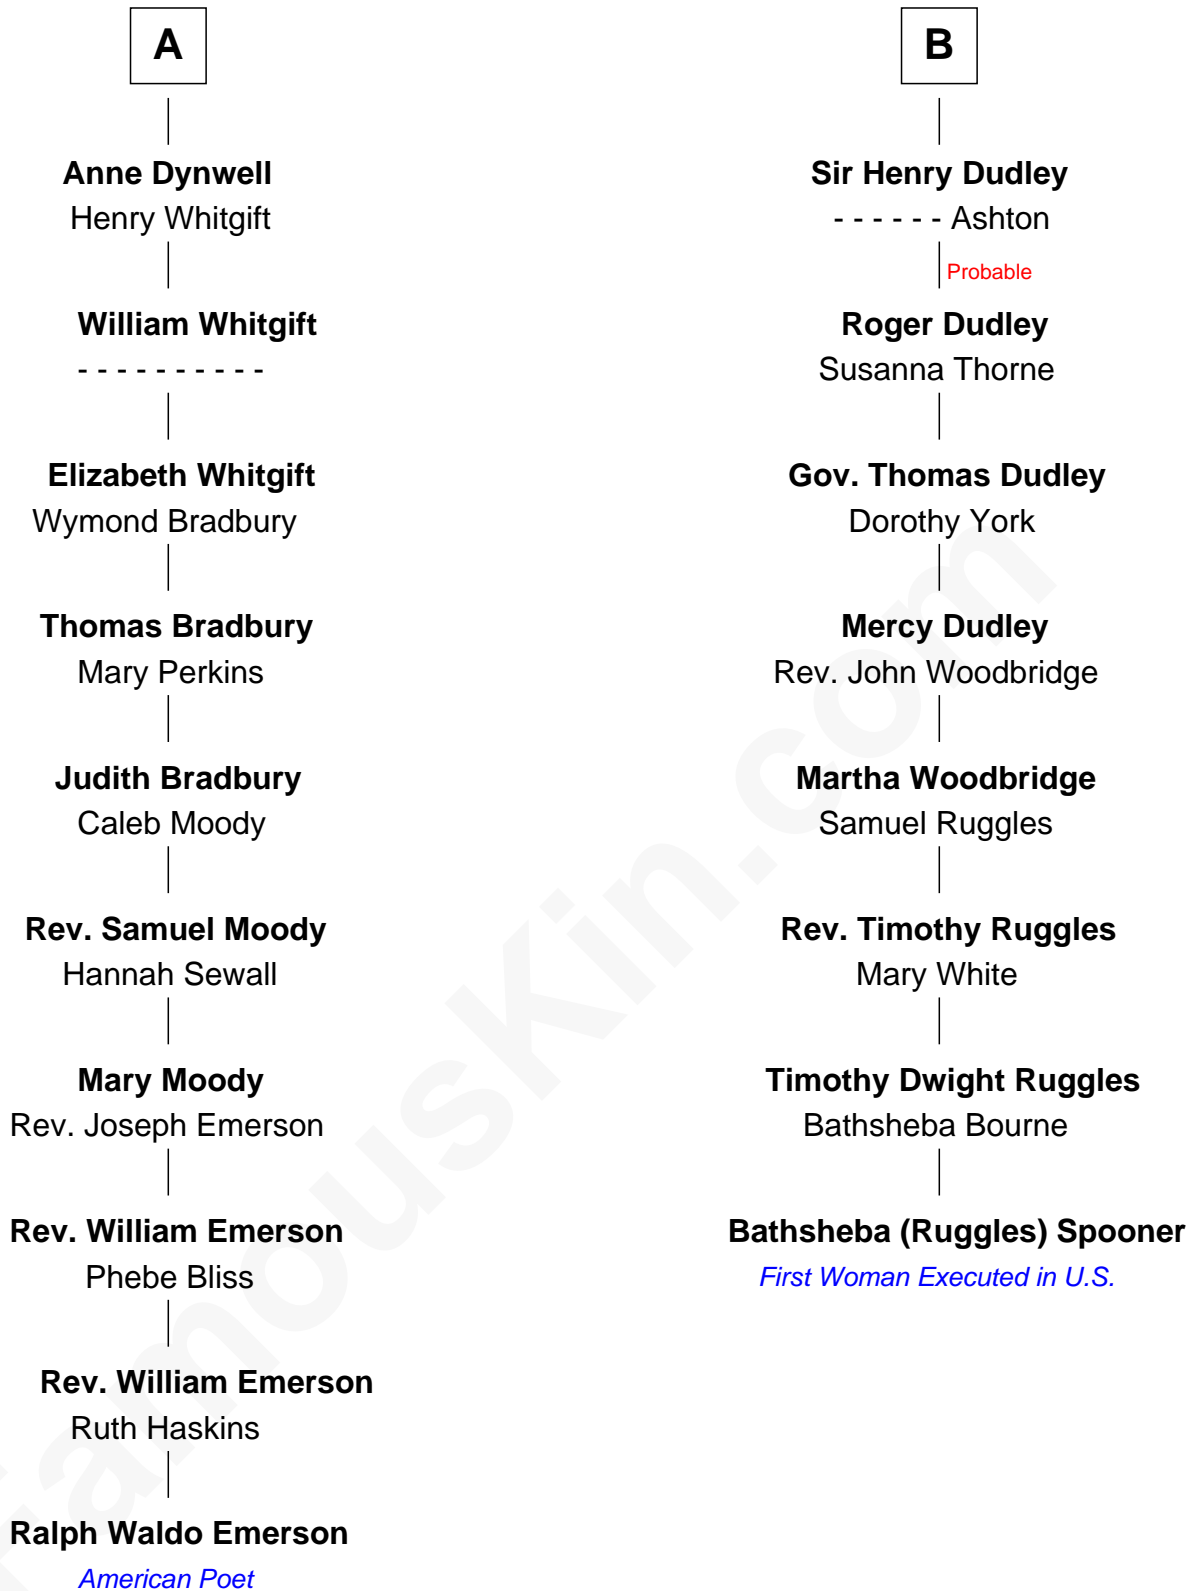 A
Anne Dynwell
Henry Whitgift
William Whitgift
- - - - - - - - - -
Elizabeth Whitgift
Wymond Bradbury
Thomas Bradbury
Mary Perkins
Judith Bradbury
Caleb Moody
Rev. Samuel Moody
Hannah Sewall
Mary Moody
Rev. Joseph Emerson
Rev. William Emerson
Phebe Bliss
Rev. William Emerson
Ruth Haskins
Ralph Waldo Emerson
American Poet
B
Sir Henry Dudley
- - - - - - Ashton
Probable
Roger Dudley
Susanna Thorne
Gov. Thomas Dudley
Dorothy York
Mercy Dudley
Rev. John Woodbridge
Martha Woodbridge
Samuel Ruggles
Rev. Timothy Ruggles
Mary White
Timothy Dwight Ruggles
Bathsheba Bourne
Bathsheba (Ruggles) Spooner
First Woman Executed in U.S.
FamousKin.com